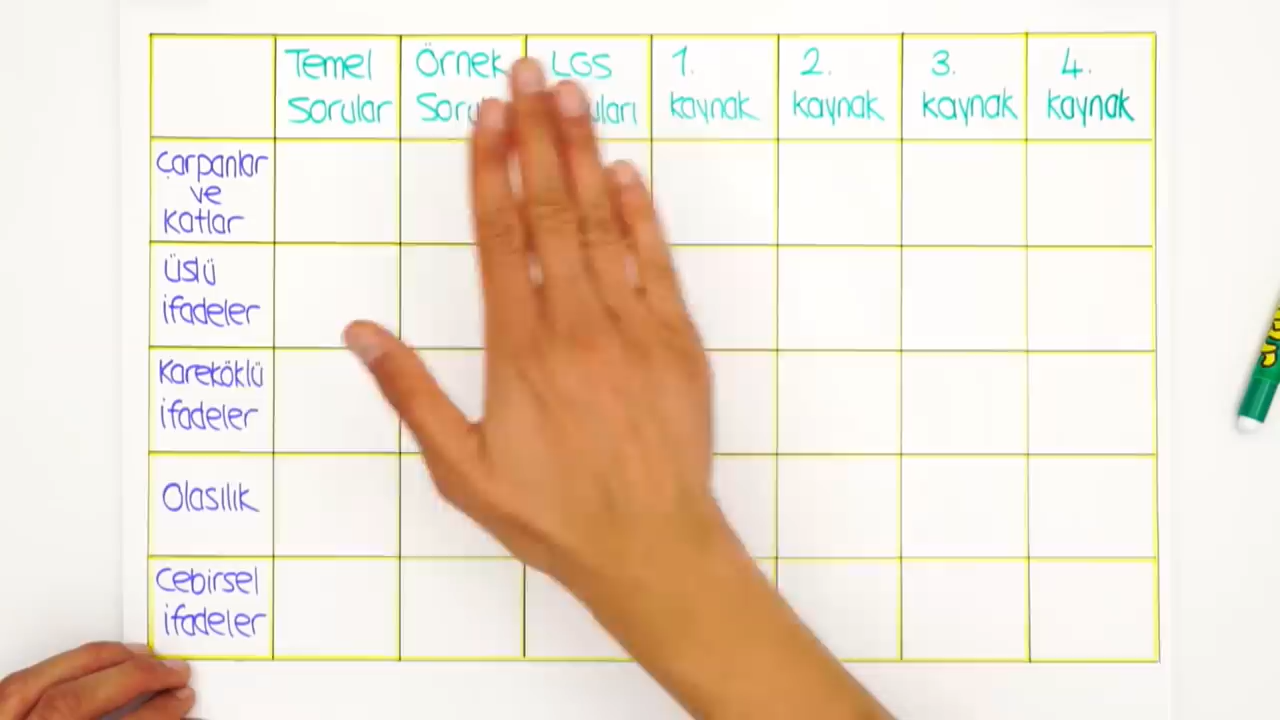 Temel
Sorular
Örnek
LGS
1.
kaynak
2.
kaynak
3.
kaynak
4.
kaynak
Çarpanlar
ve
Katlar
Üslü
ifadeler
Kareköklü
ifadeler
Olasılık
Cebirsel
ifadeler